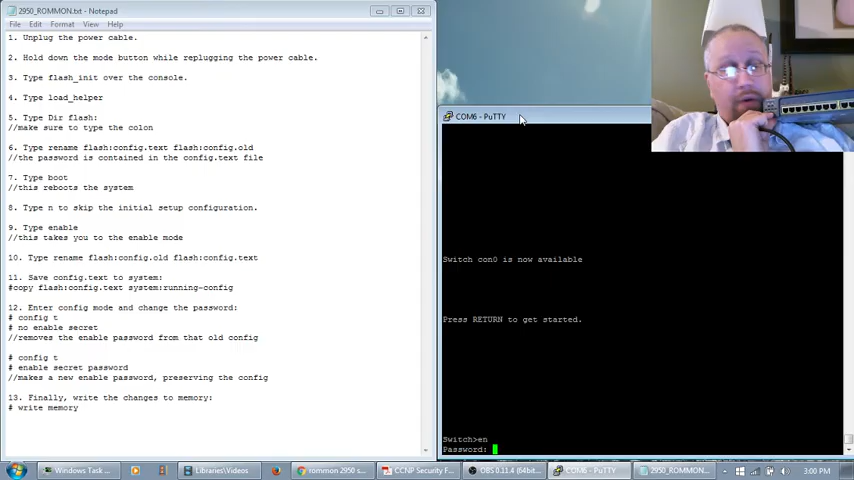 2950_ROMMON.txt - Notepad
File Edit Format View Help
1. Unplug the power cable.
2. Hold down the mode button while replugging the power cable.
3. Type flash_init over the console.
4. Type load_helper
5. Type Dir flash:
//make sure to type the colon
6. Type rename flash:config.text flash:config.old
//the password is contained in the config.text file
7. Type boot
//this reboots the system
8. Type n to skip the initial setup configuration.
9. Type enable
//this takes you to the enable mode
10. Type rename flash:config.old flash:config.text
11. Save config.text to system:
#copy flash:config.text system:running-config
12. Enter config mode and change the password:
# config t
# no enable secret
//removes the enable password from that old config
# config t
# enable secret password
//makes a new enable password, preserving the config
13. Finally, write the changes to memory:
# write memory
COM6 - PuTTY
Switch con0 is now available
Press RETURN to get started.
Switch>en
Password:
Windows Task ...
Libraries\Videos
rommon 2950 s...
CCNP Security F...
OBS 0.11.4 (64bit...
COM6 - PuTTY
2950_ROMMON....
3:00 PM